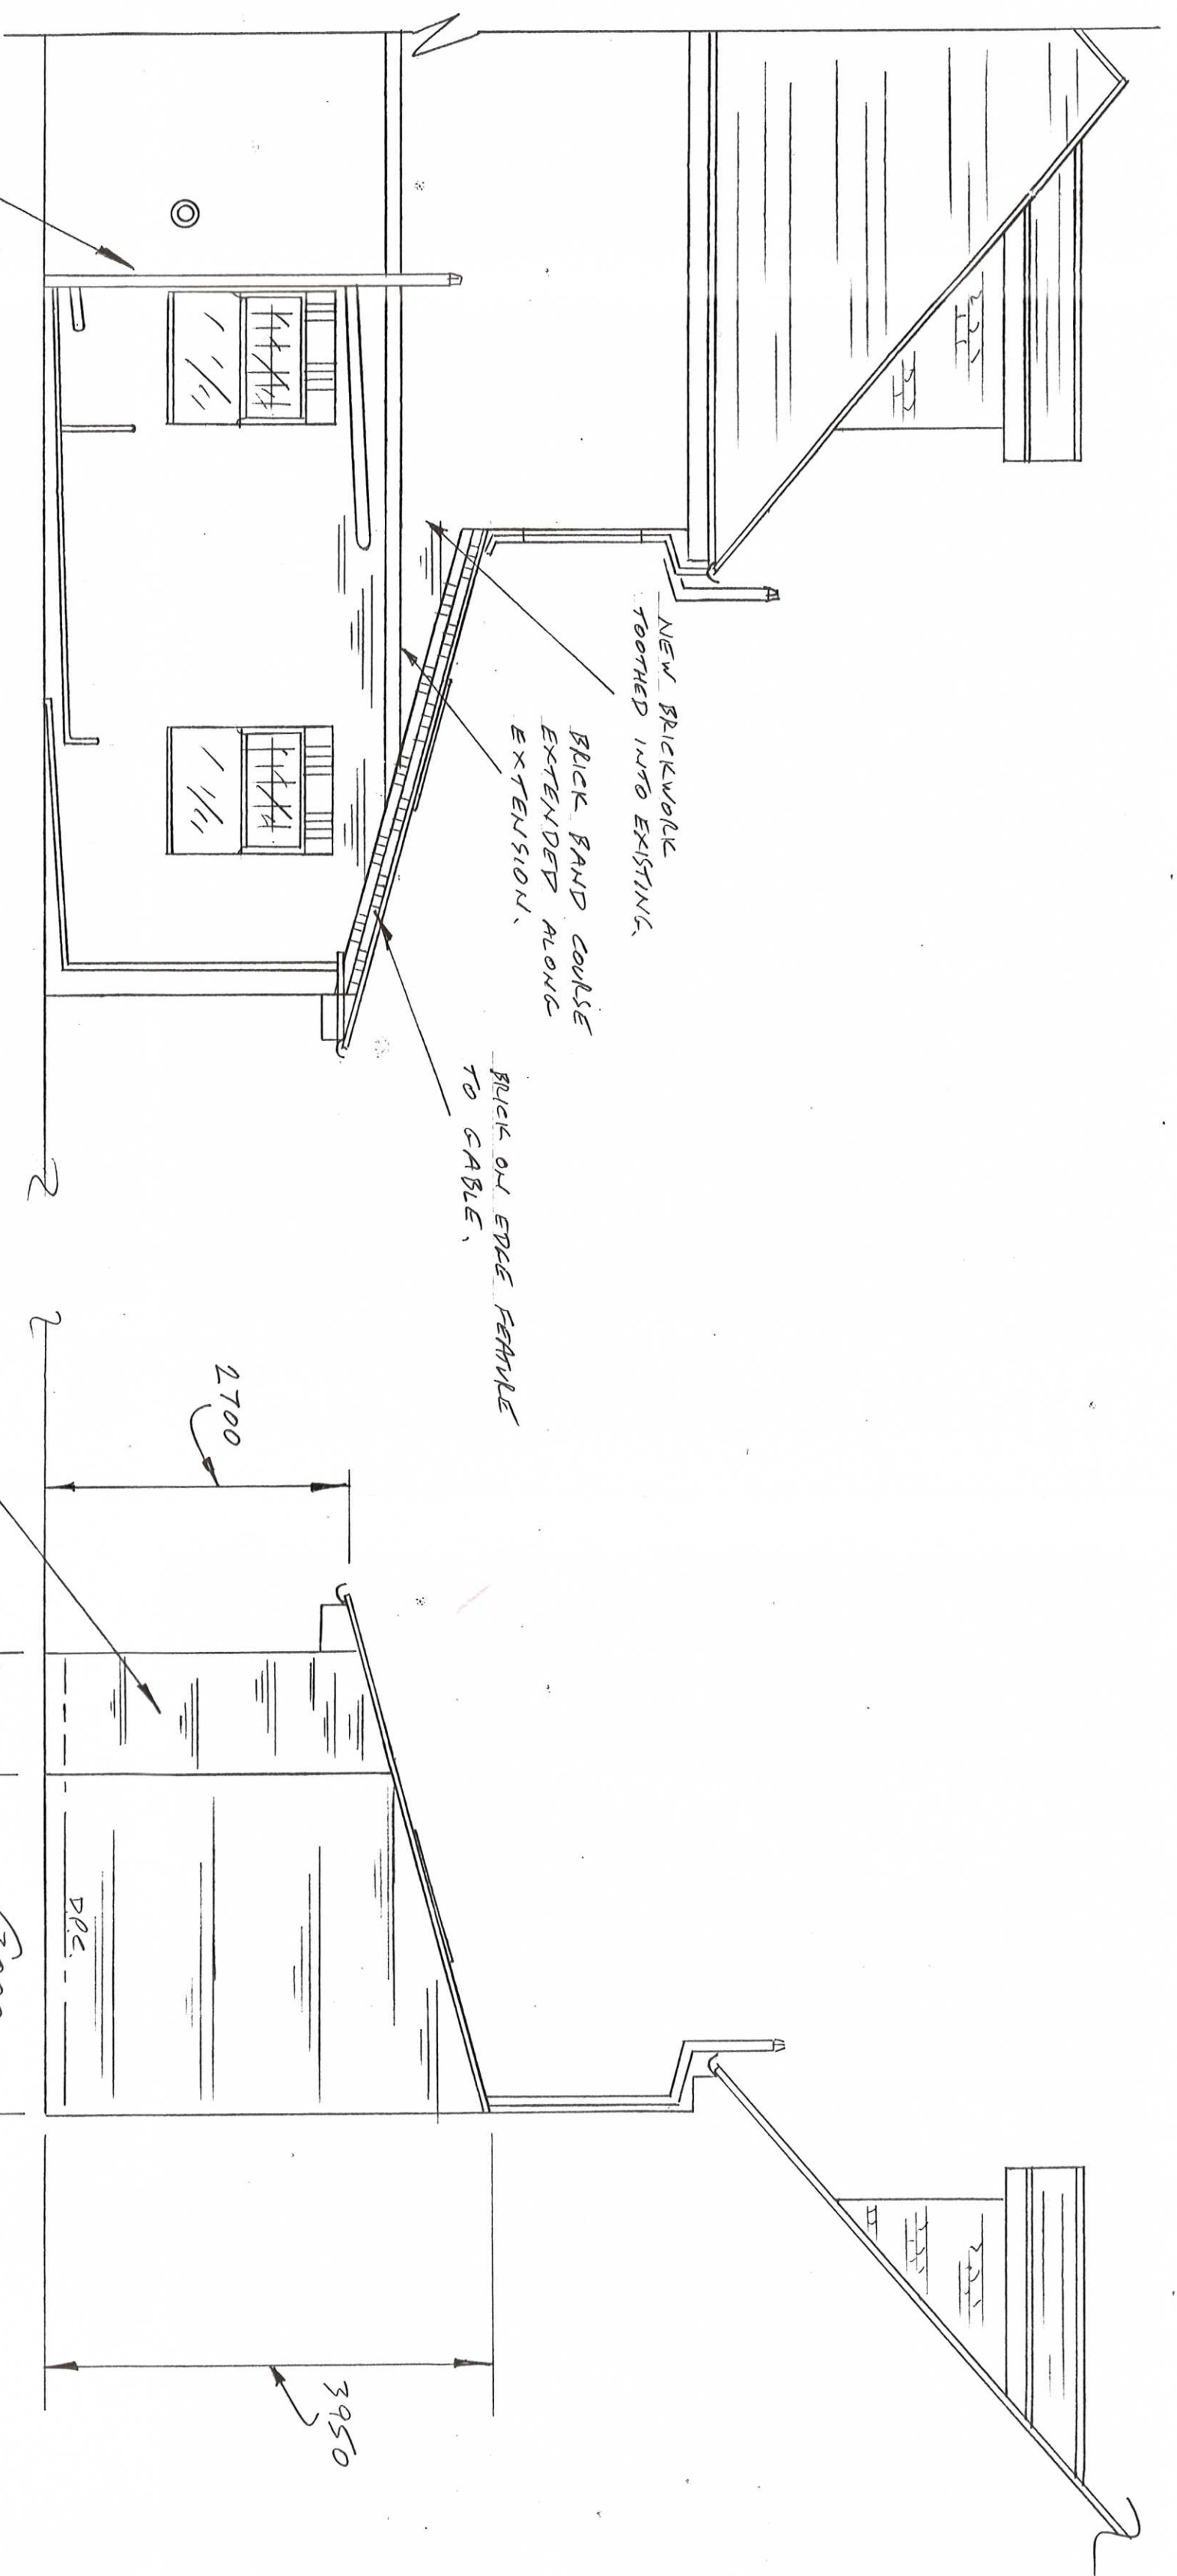 NEW BRICKWORK
TOOTHED INTO EXISTING.
BRICK BAND COURSE
EXTENDED ALONG
EXTENSION.
BRICK ON EDGE FEATURE
TO GABLE.
2700
D.P.C.
3950